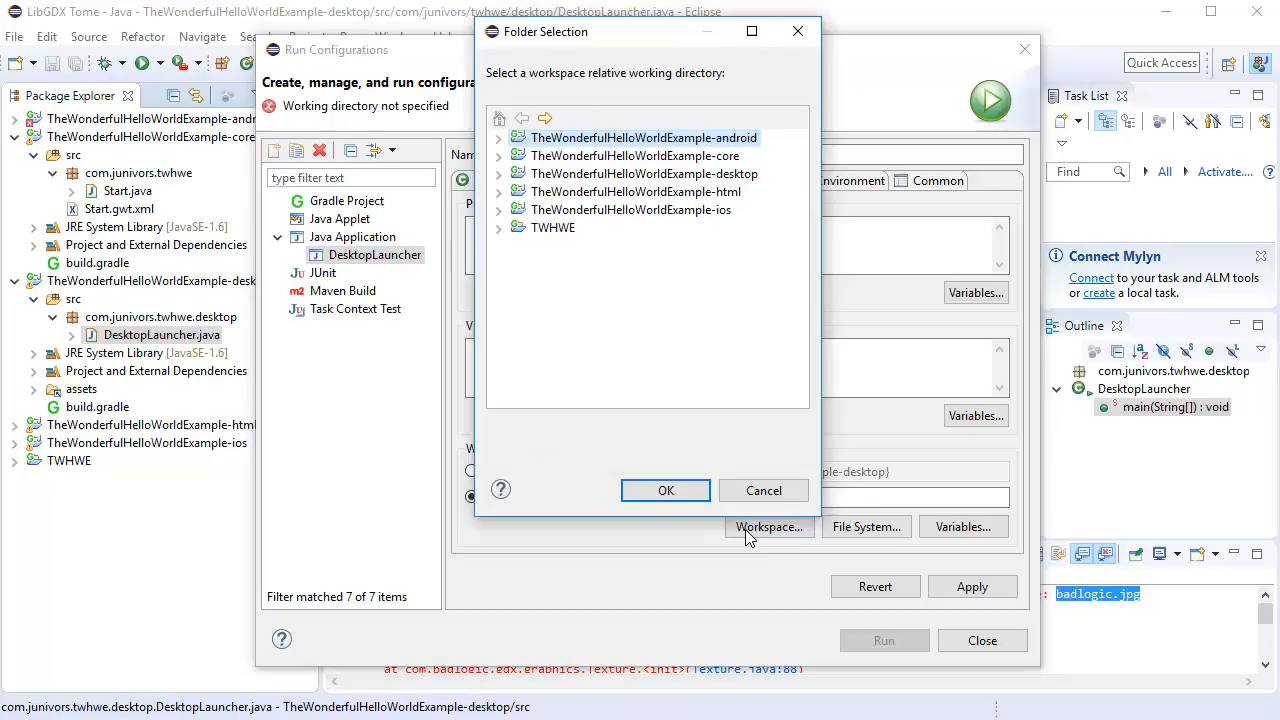 LibGDX Tome - Java - TheWonderfulHelloWorldExample-desktop/src/com/junivors/twhwe/desktop/DesktopLauncher.java - Eclipse
File Edit Source Refactor Navigate
Quick Access
Package Explorer
TheWonderfulHelloWorldExample-andr
TheWonderfulHelloWorldExample-core
src
com.junivors.twhwe
Start.java
Start.gwt.xml
JRE System Library [JavaSE-1.6]
Project and External Dependencies
build.gradle
TheWonderfulHelloWorldExample-desk
src
com.junivors.twhwe.desktop
DesktopLauncher.java
JRE System Library [JavaSE-1.6]
Project and External Dependencies
assets
build.gradle
TheWonderfulHelloWorldExample-html
TheWonderfulHelloWorldExample-ios
TWHWE
Run Configurations
Create, manage, and run configura
Working directory not specified
type filter text
Gradle Project
Java Applet
Java Application
DesktopLauncher
JUnit
Maven Build
Task Context Test
Filter matched 7 of 7 items
Nam
nvironment
Common
Variables...
Variables...
ple-desktop}
Workspace... File System... Variables...
Revert Apply
Run Close
Folder Selection
Select a workspace relative working directory:
TheWonderfulHelloWorldExample-android
TheWonderfulHelloWorldExample-core
TheWonderfulHelloWorldExample-desktop
TheWonderfulHelloWorldExample-html
TheWonderfulHelloWorldExample-ios
TWHWE
OK Cancel
Task List
Find All Activate...
Connect Mylyn
Connect to your task and ALM tools
or create a local task.
Outline
com.junivors.twhwe.desktop
DesktopLauncher
main(String[]) : void
: badlogic.jpg
at com.badlogic.gdx.graphics.Texture.<init>(Texture.java:88)
com.junivors.twhwe.desktop.DesktopLauncher.java - TheWonderfulHelloWorldExample-desktop/src